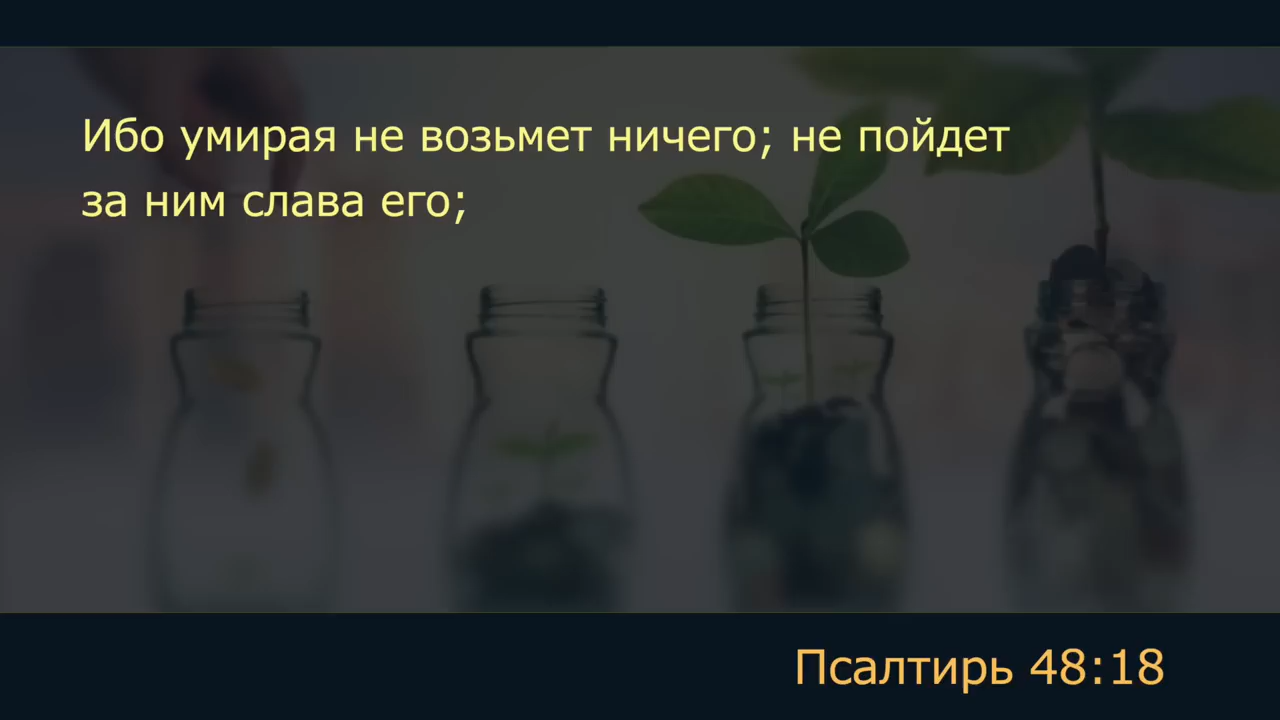 Ибо умирая не возьмет ничего; не пойдет
за ним слава его;
Псалтирь 48:18